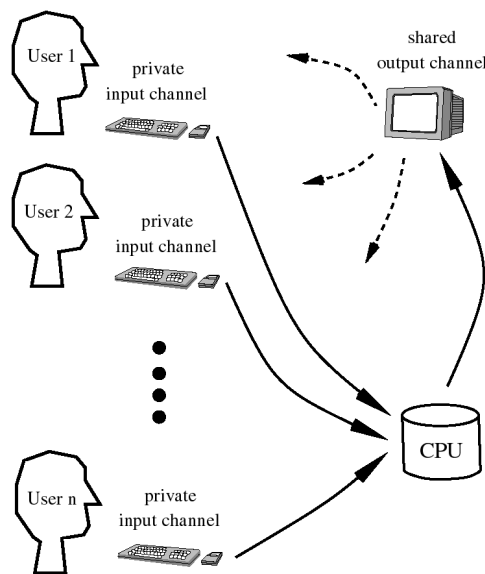 User 1
private
input channel
shared
output channel
User 2
private
input channel
CPU
User n
private
input channel